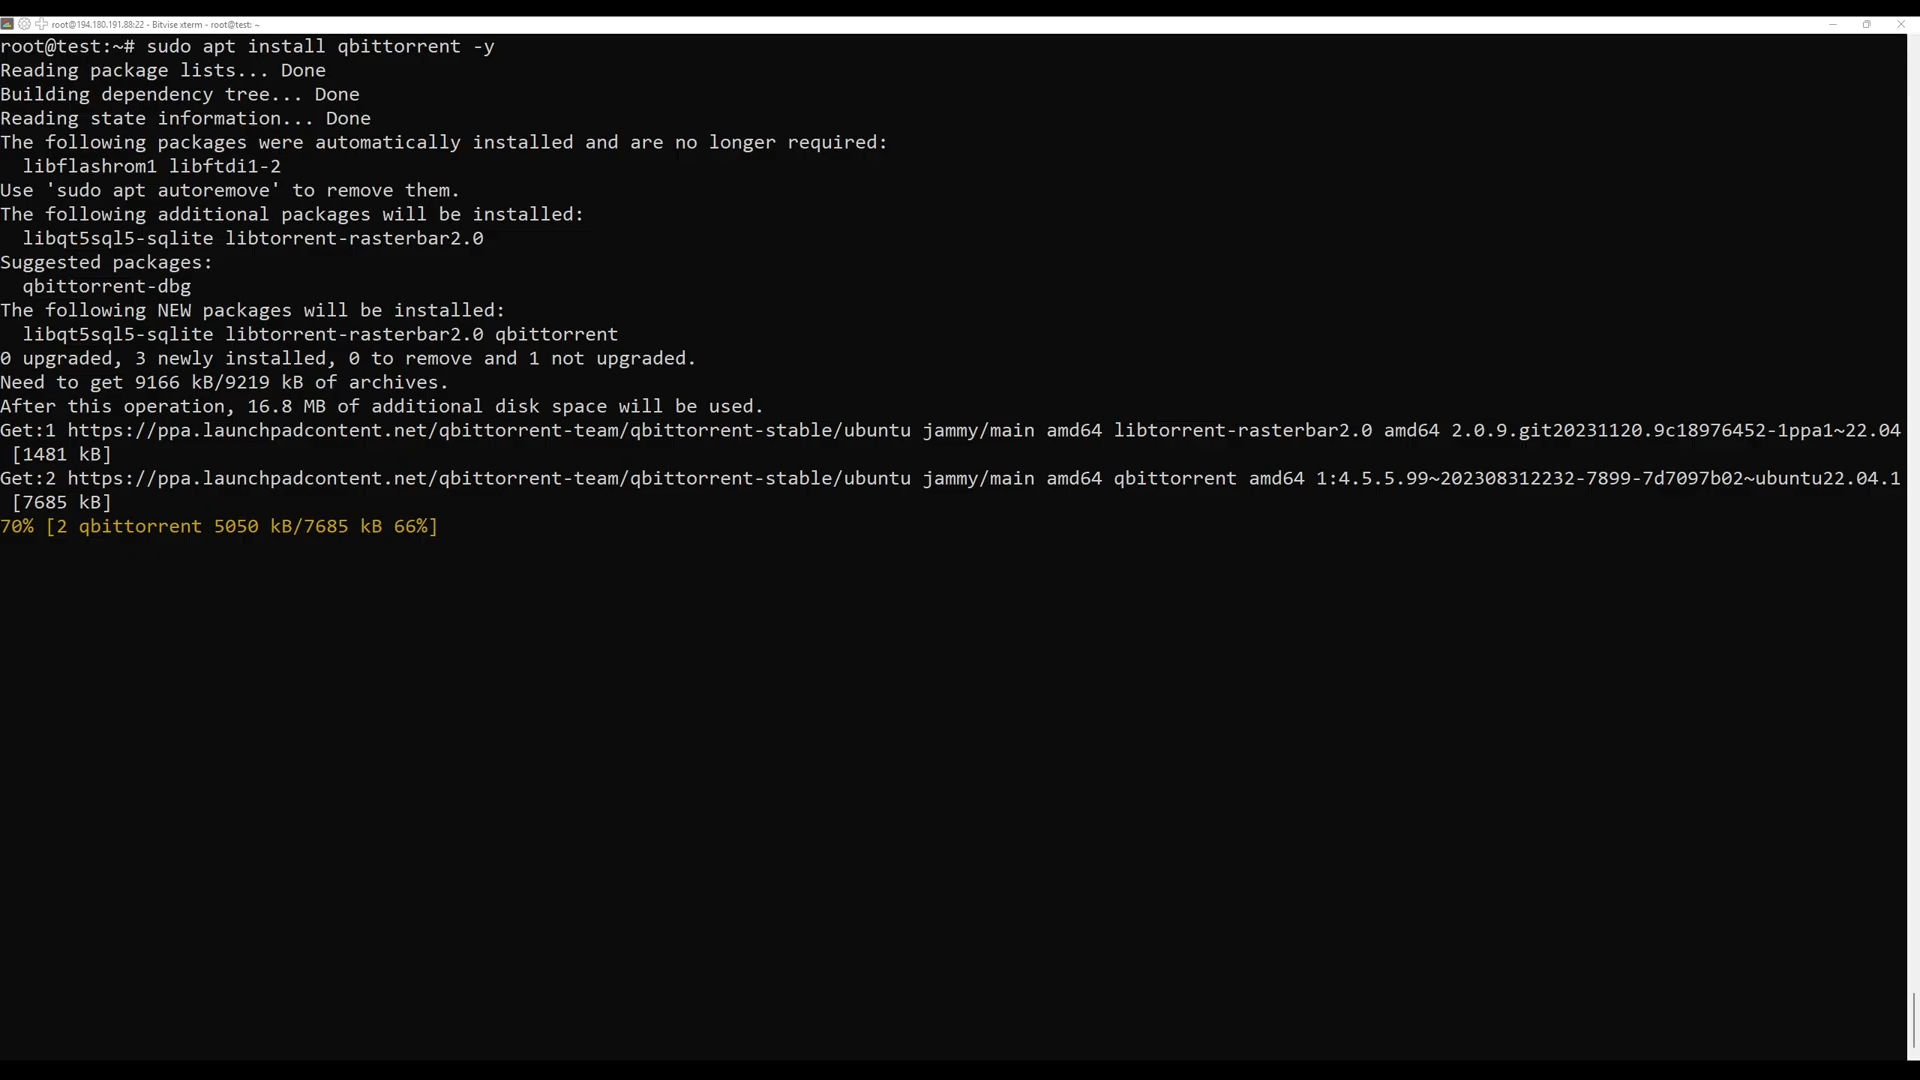 root@194.180.191.88:22 - Bitvise xterm - root@test: ~
root@test:~# sudo apt install qbittorrent -y
Reading package lists... Done
Building dependency tree... Done
Reading state information... Done
The following packages were automatically installed and are no longer required:
  libflashrom1 libftdi1-2
Use 'sudo apt autoremove' to remove them.
The following additional packages will be installed:
  libqt5sql5-sqlite libtorrent-rasterbar2.0
Suggested packages:
  qbittorrent-dbg
The following NEW packages will be installed:
  libqt5sql5-sqlite libtorrent-rasterbar2.0 qbittorrent
0 upgraded, 3 newly installed, 0 to remove and 1 not upgraded.
Need to get 9166 kB/9219 kB of archives.
After this operation, 16.8 MB of additional disk space will be used.
Get:1 https://ppa.launchpadcontent.net/qbittorrent-team/qbittorrent-stable/ubuntu jammy/main amd64 libtorrent-rasterbar2.0 amd64 2.0.9.git20231120.9c18976452-1ppa1~22.04
 [1481 kB]
Get:2 https://ppa.launchpadcontent.net/qbittorrent-team/qbittorrent-stable/ubuntu jammy/main amd64 qbittorrent amd64 1:4.5.5.99~202308312232-7899-7d7097b02~ubuntu22.04.1
 [7685 kB]
70% [2 qbittorrent 5050 kB/7685 kB 66%]